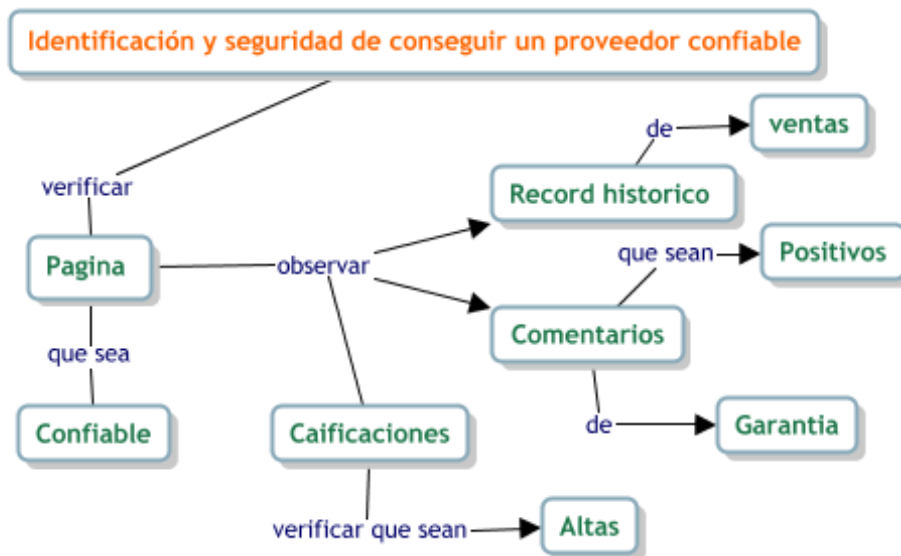 Identificación y seguridad de conseguir un proveedor confiable
de
ventas
verificar
Record historico
Pagina
observar
que sean
Positivos
que sea
Comentarios
Confiable
Caificaciones
de
Garantia
verificar que sean
Altas